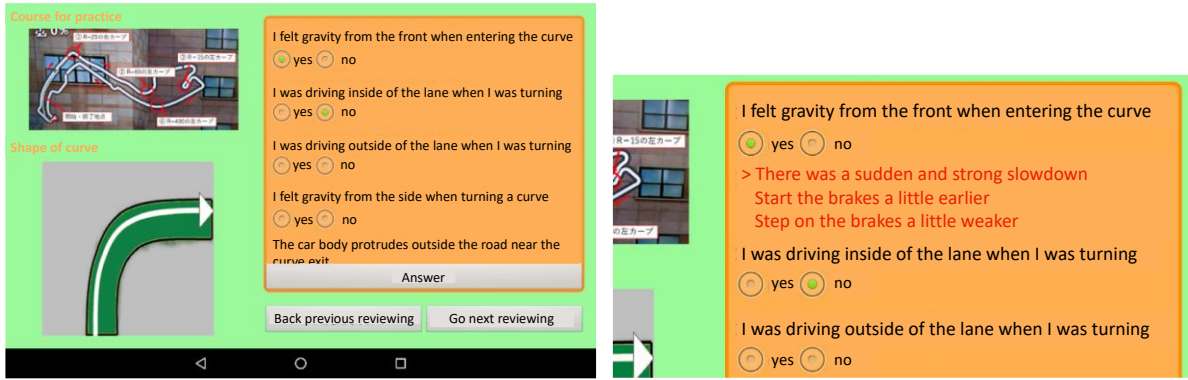 Course for practice
① R=25の右カーブ
③ R=15の左カーブ
② R=60の左カーブ
開始・終了地点
④ R=400の左カーブ
Shape of curve
I felt gravity from the front when entering the curve
yes no
I was driving inside of the lane when I was turning
yes no
I was driving outside of the lane when I was turning
yes no
I felt gravity from the side when turning a curve
yes no
The car body protrudes outside the road near the
curve exit
Answer
Back previous reviewing
Go next reviewing
R=15の左カーブ
の左カーブ
I felt gravity from the front when entering the curve
yes no
> There was a sudden and strong slowdown
Start the brakes a little earlier
Step on the brakes a little weaker
I was driving inside of the lane when I was turning
yes no
I was driving outside of the lane when I was turning
yes no